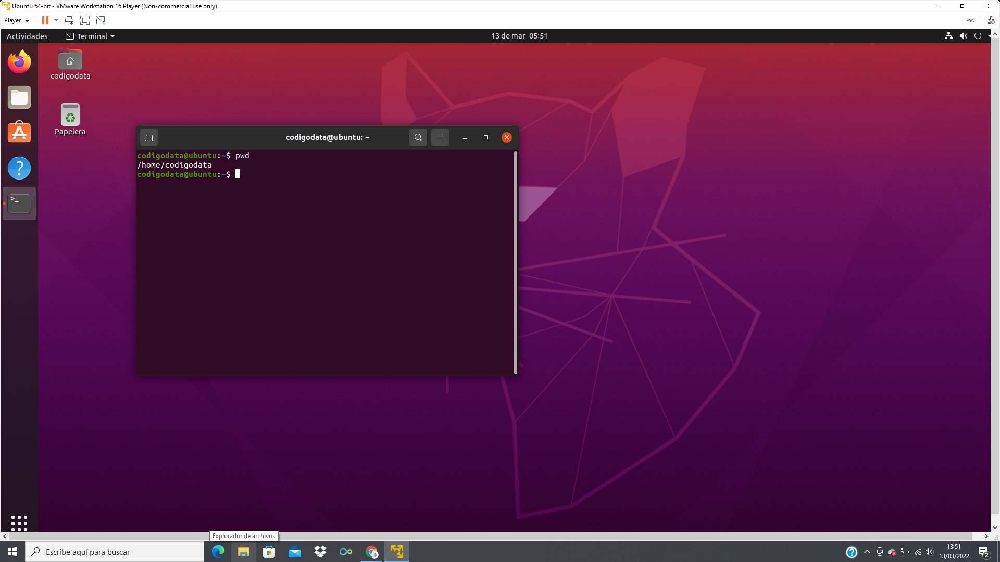 Ubuntu 64-bit - VMware Workstation 16 Player (Non-commercial use only)
Player
Actividades
Terminal
13 de mar 05:51
codigodata
Papelera
codigodata@ubuntu: ~
codigodata@ubuntu:~$ pwd
/home/codigodata
codigodata@ubuntu:~$
Explorador de archivos
Escribe aquí para buscar
13:51
13/03/2022
2